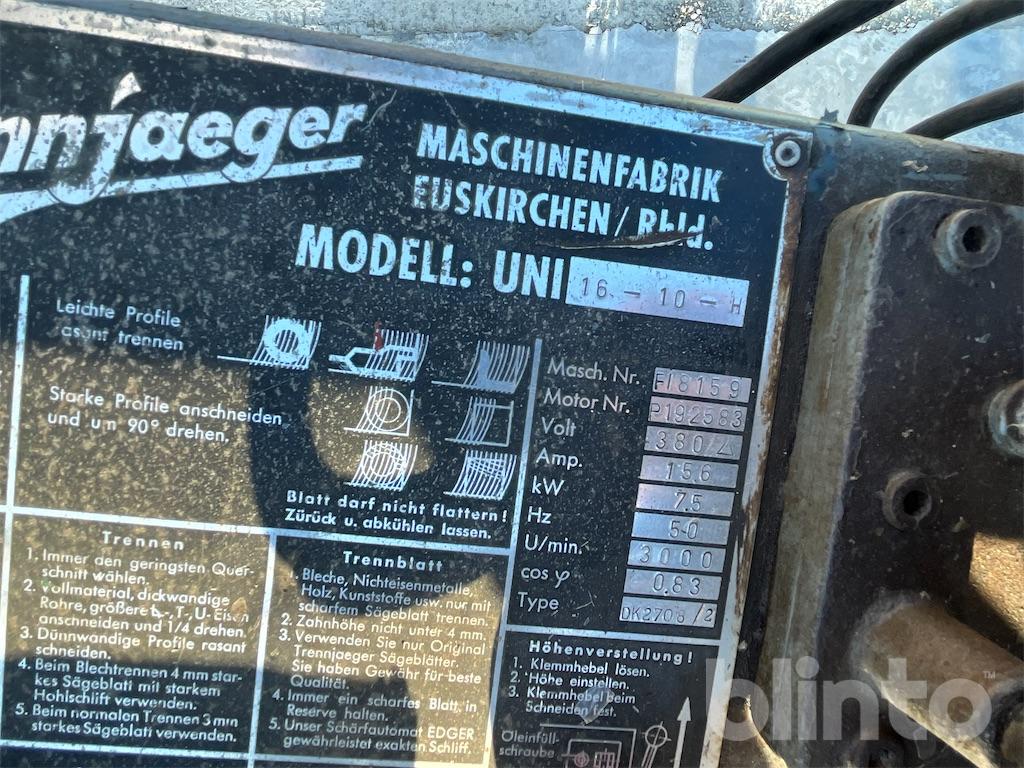 nnjaeger
MASCHINENFABRIK
EUSKIRCHEN/Rhld.
MODELL: UNI 16-10-H
Leichte Profile
rasant trennen
Starke Profile anschneiden
und um 90° drehen.
Blatt darf nicht flattern!
Zürück u. abkühlen lassen.
Masch. Nr. F18159
Motor Nr. P192583
Volt 380/△
Amp. 156
kW 7.5
Hz 50
U/min. 3000
cos φ 0,83
Type DK2708/2
Trennen
1. Immer den geringsten Quer-
schnitt wählen.
2. Vollmaterial, dickwandige
Rohre, größere L-, T-, U-Eisen
anschneiden und 1/4 drehen.
3. Dünnwandige Profile rasant
schneiden.
4. Beim Blechtrennen 4 mm star-
kes Sägeblatt mit starkem
Hohlschliff verwenden.
5. Beim normalen Trennen 3 mm
starkes Sägeblatt verwenden.
Trennblatt
1. Bleche, Nichteisenmetalle,
Holz, Kunststoffe usw. nur mit
scharfem Sägeblatt trennen.
2. Zahnhöhe nicht unter 4 mm.
3. Verwenden Sie nur Original
Trennjaeger Sägeblätter.
Sie haben Gewähr für beste
Qualität.
4. Immer ein scharfes Blatt, in
Reserve halten.
5. Unser Schärfautomat EDGER
gewährleistet exakten Schliff.
Höhenverstellung!
1. Klemmhebel lösen.
2. Höhe einstellen.
3. Klemmhebel beim
Schneiden fest.
Öleinfüll-
schraube
blinto™